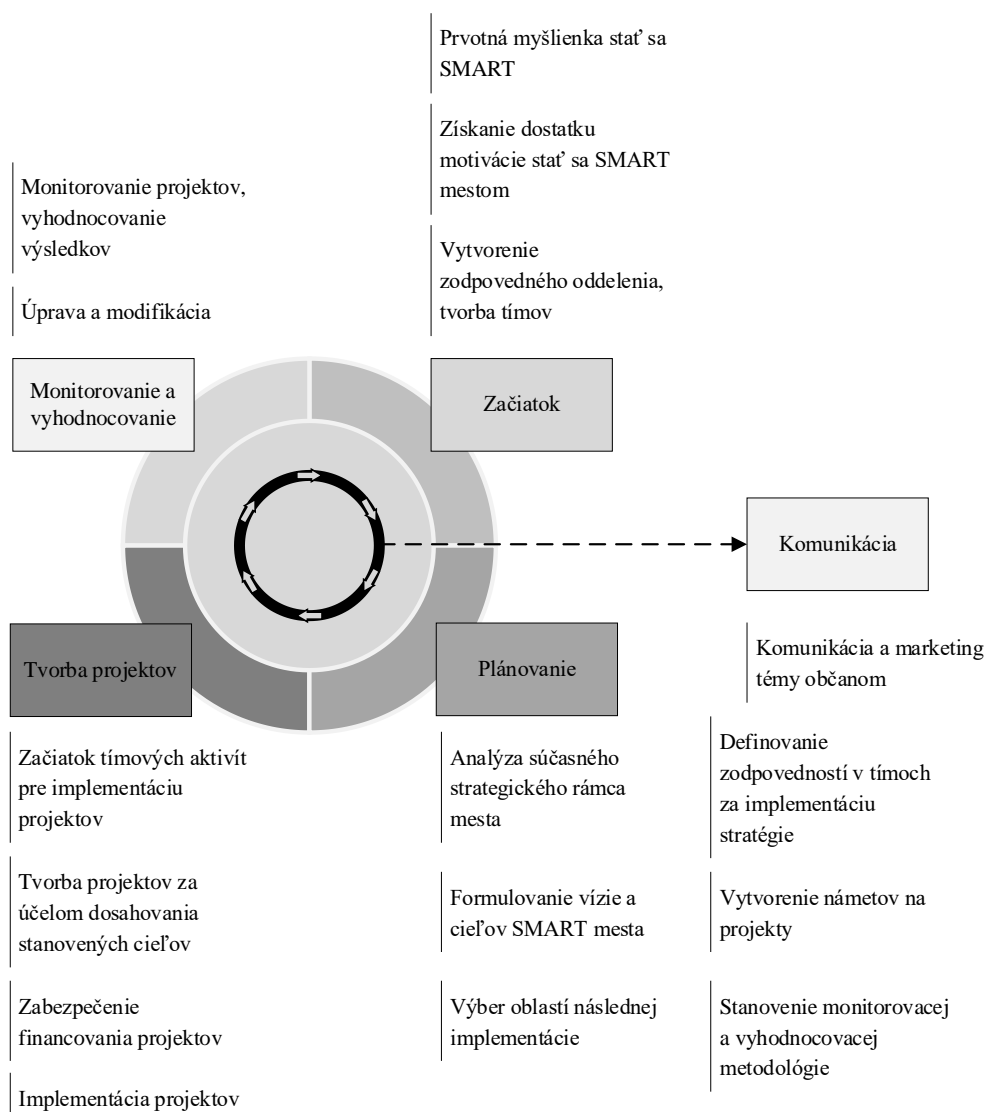 Prvotná myšlienka stať sa
SMART
Získanie dostatku
motivácie stať sa SMART
mestom
Vytvorenie
zodpovedného oddelenia,
tvorba tímov
Monitorovanie projektov,
vyhodnocovanie
výsledkov
Úprava a modifikácia
Monitorovanie a
vyhodnocovanie
Začiatok
Komunikácia
Komunikácia a marketing
témy občanom
Tvorba projektov
Plánovanie
Začiatok tímových aktivít
pre implementáciu
projektov
Tvorba projektov za
účelom dosahovania
stanovených cieľov
Zabezpečenie
financovania projektov
Implementácia projektov
Analýza súčasného
strategického rámca
mesta
Formulovanie vízie a
cieľov SMART mesta
Výber oblastí následnej
implementácie
Definovanie
zodpovedností v tímoch
za implementáciu
stratégie
Vytvorenie námetov na
projekty
Stanovenie monitorovacej
a vyhodnocovacej
metodológie